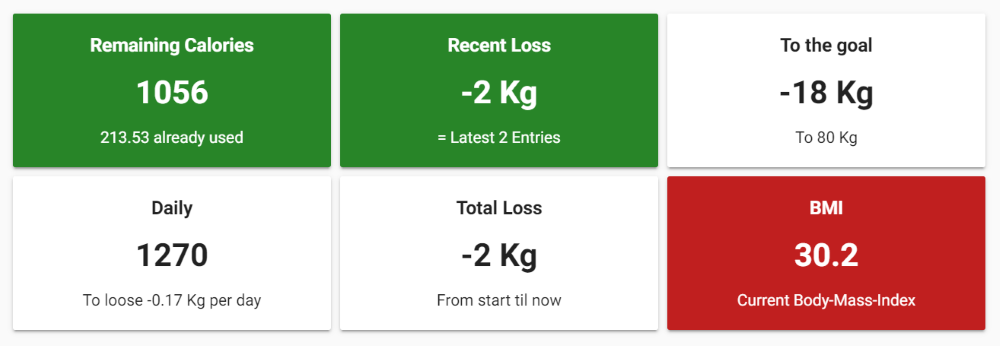 Remaining Calories
1056
213.53 already used
Recent Loss
-2 Kg
= Latest 2 Entries
To the goal
-18 Kg
To 80 Kg
Daily
1270
To loose -0.17 Kg per day
Total Loss
-2 Kg
From start til now
BMI
30.2
Current Body-Mass-Index